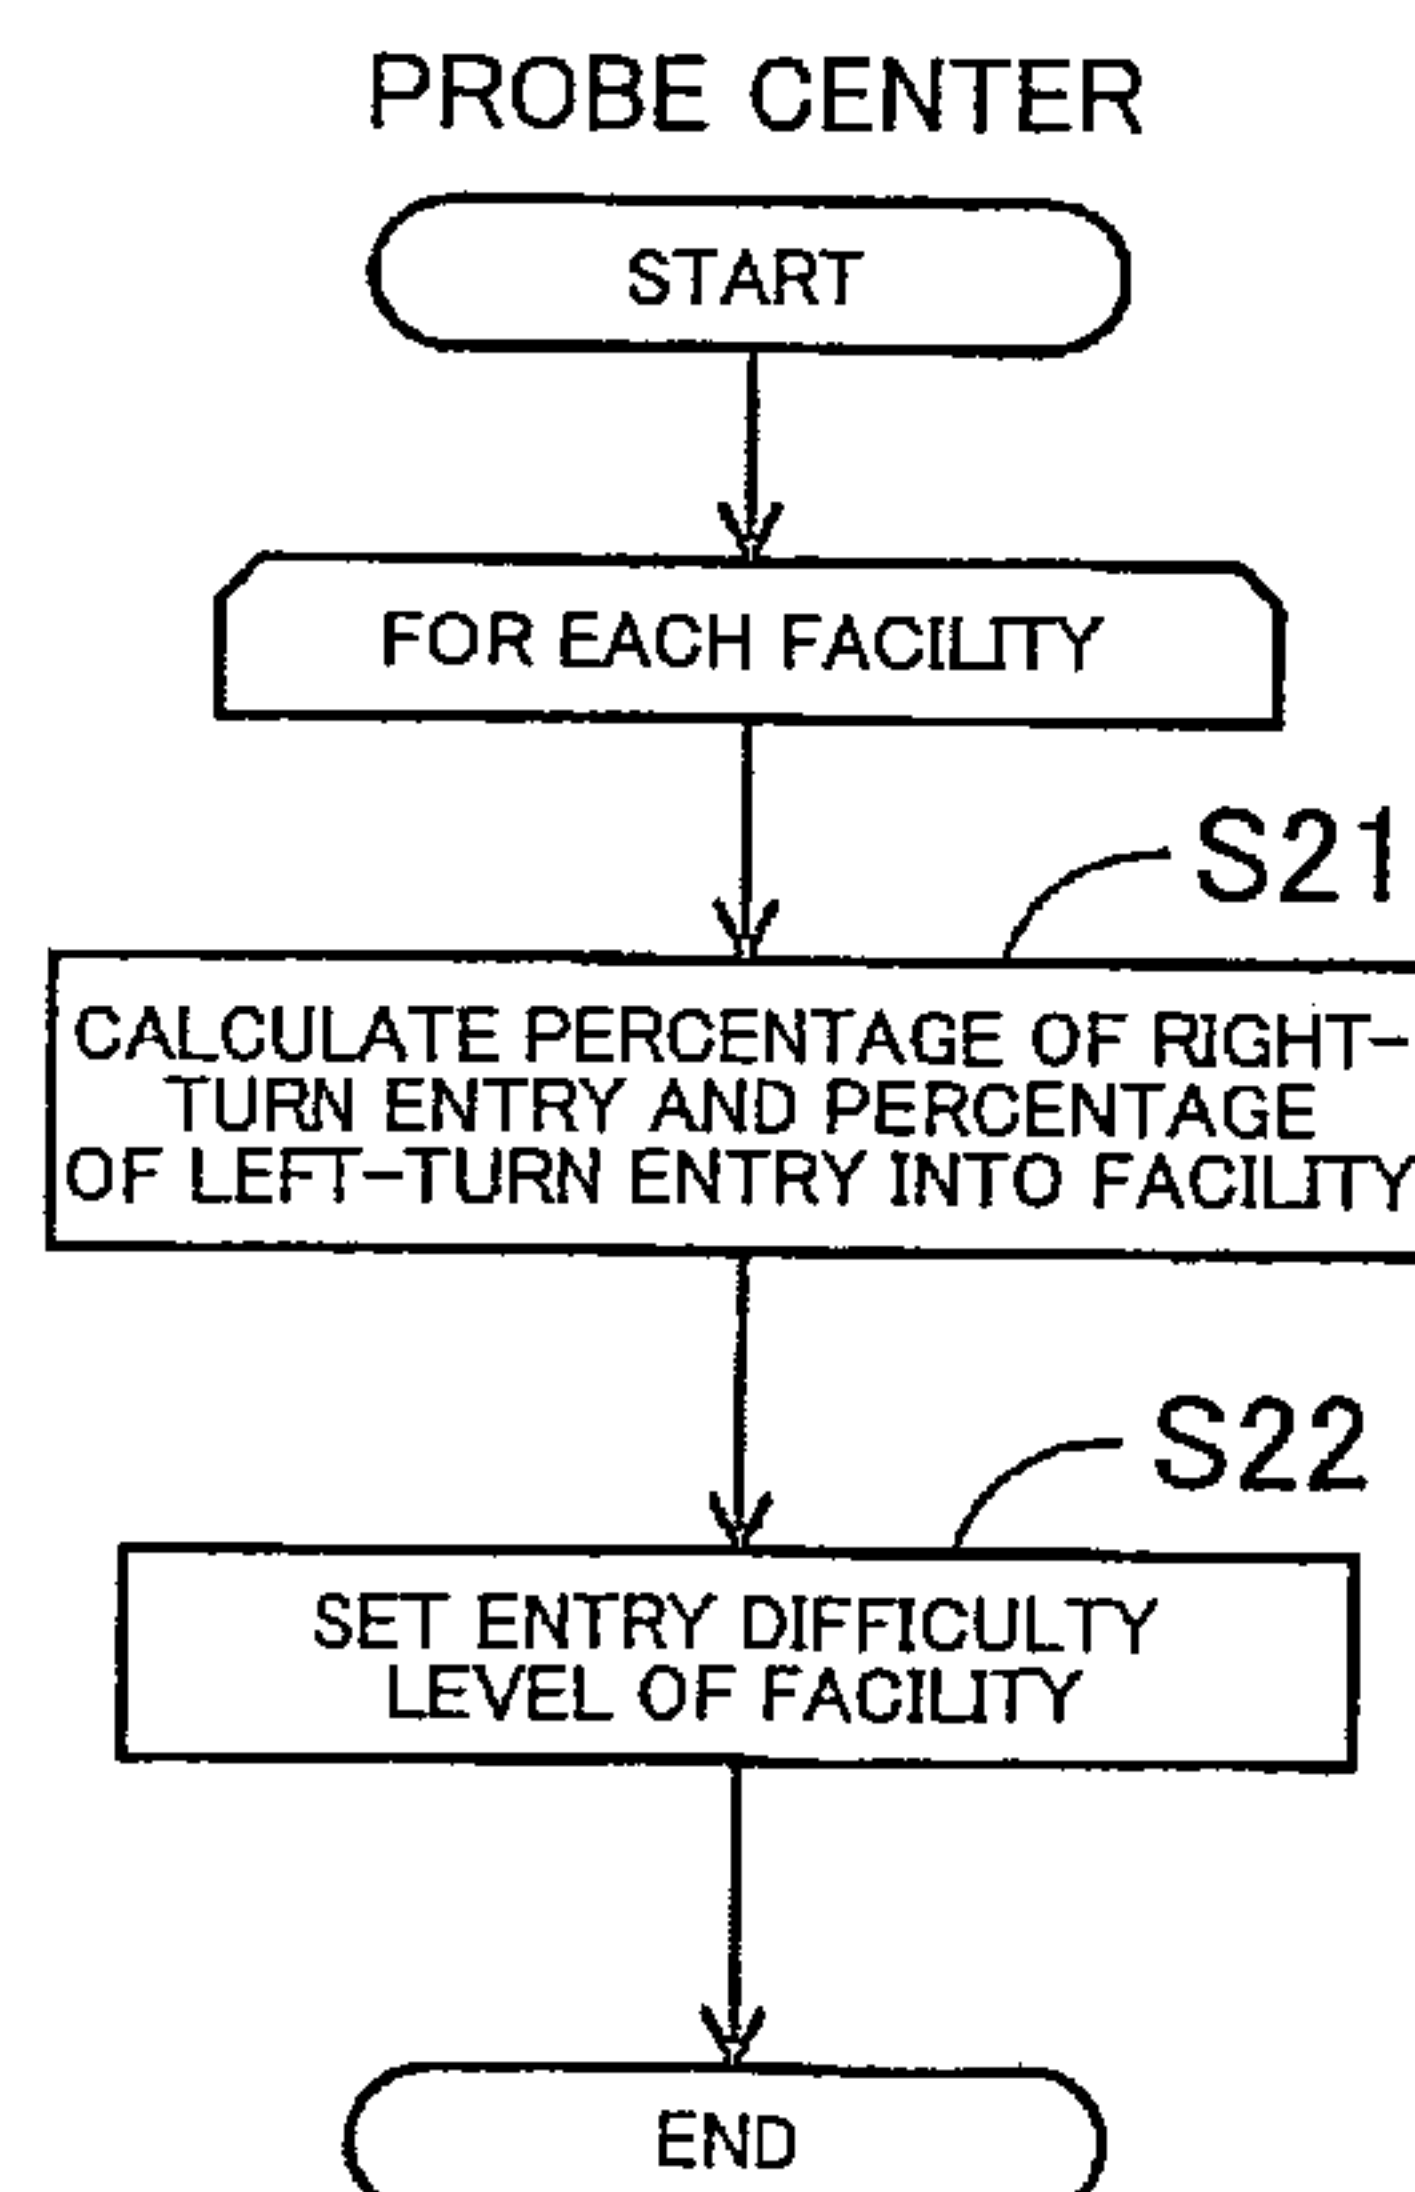 PROBE CENTER
START
FOR EACH FACILITY
S21
CALCULATE PERCENTAGE OF RIGHT-
TURN ENTRY AND PERCENTAGE
OF LEFT-TURN ENTRY INTO FACILITY
S22
SET ENTRY DIFFICULTY
LEVEL OF FACILITY
END